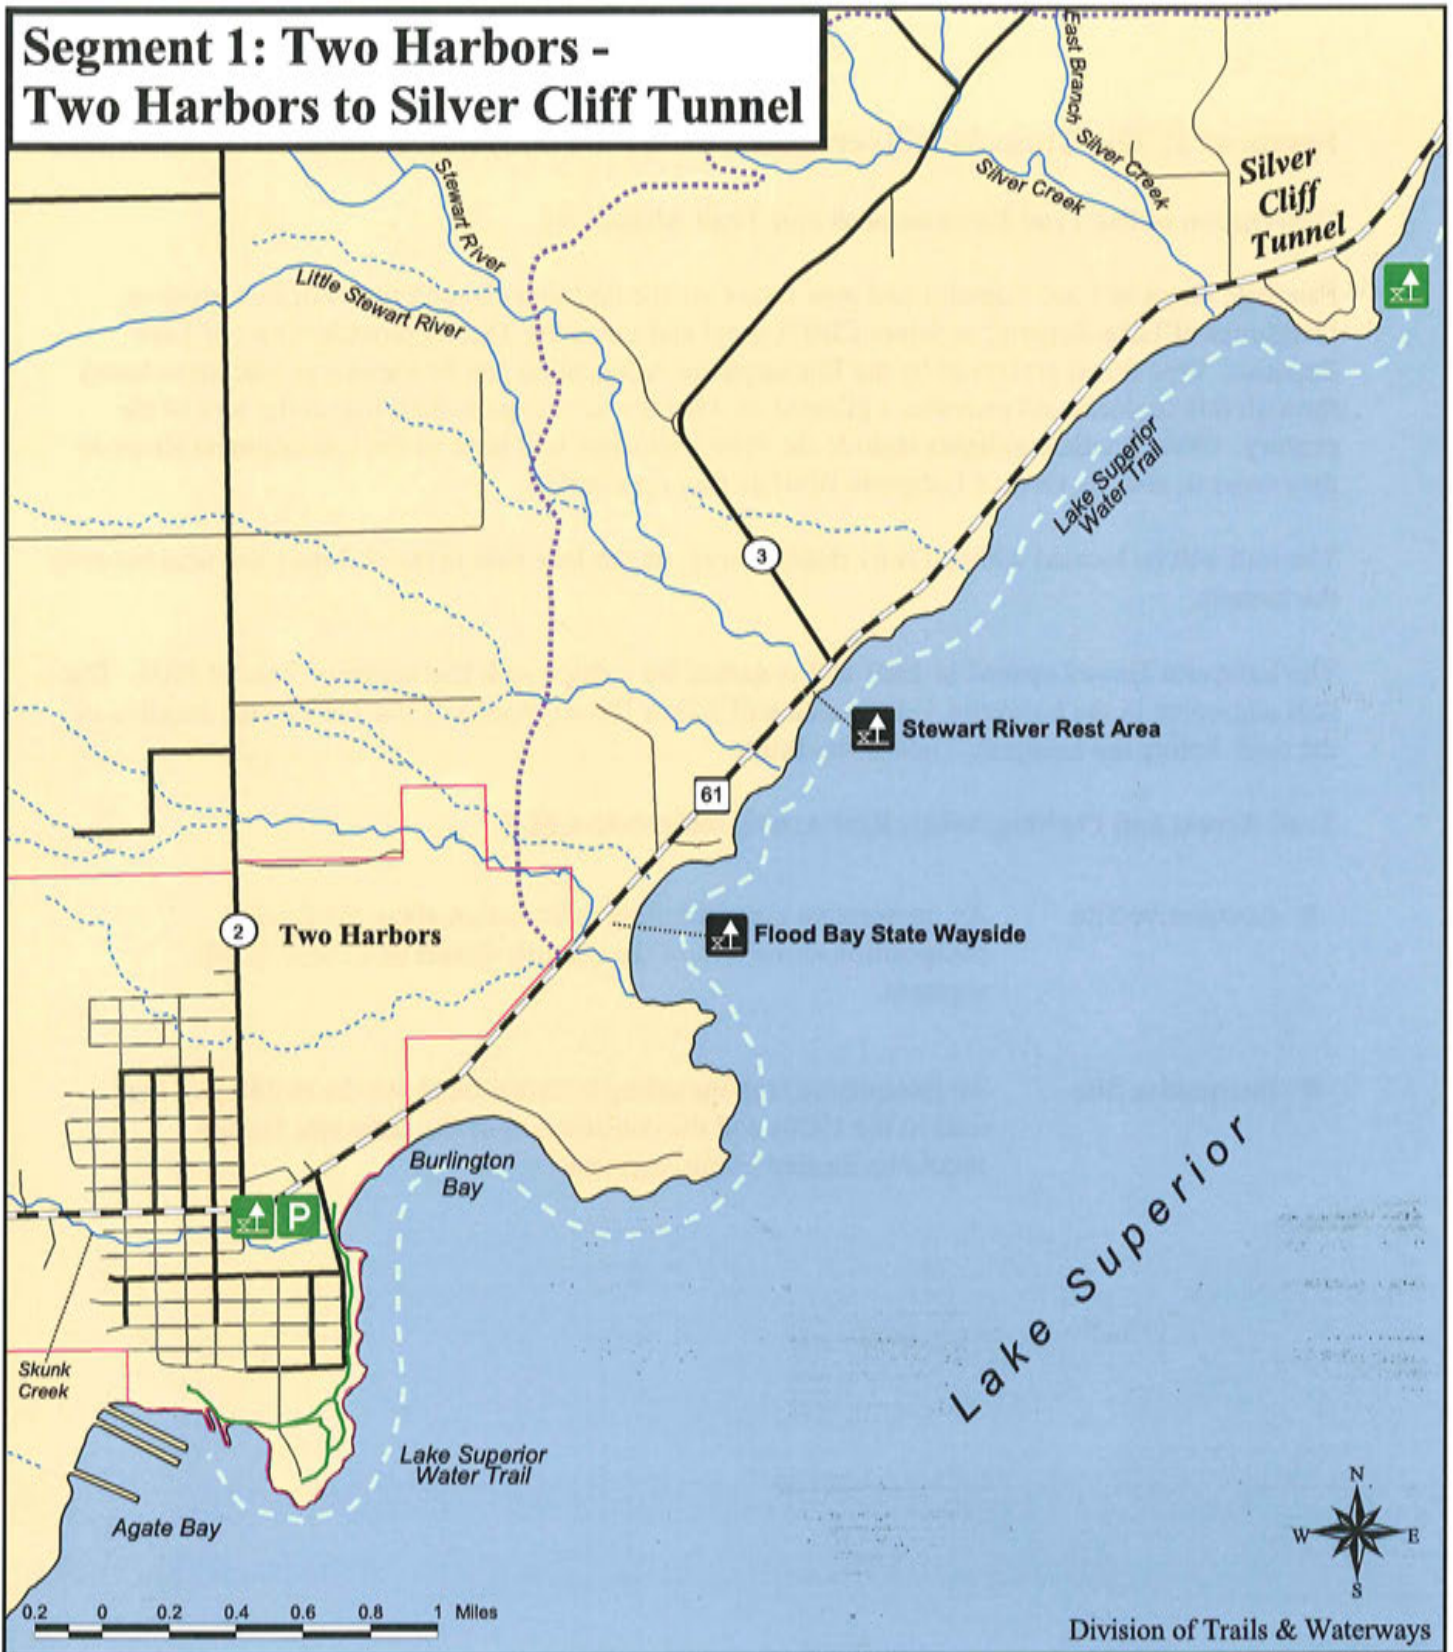 Segment 1: Two Harbors -
Two Harbors to Silver Cliff Tunnel
East Branch Silver Creek
Silver Creek
Silver
Cliff
Tunnel
Stewart River
Little Stewart River
Lake Superior
Water Trail
3
Stewart River Rest Area
61
2
Two Harbors
Flood Bay State Wayside
Burlington
Bay
P
Lake Superior
Skunk
Creek
Lake Superior
Water Trail
Agate Bay
N
W
E
S
0.2 0 0.2 0.4 0.6 0.8 1 Miles
Division of Trails & Waterways